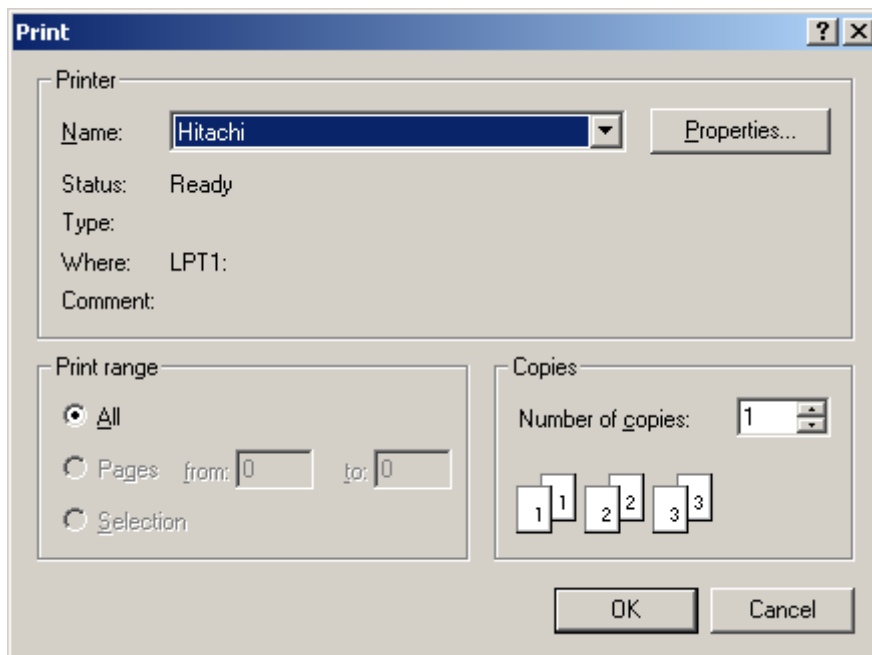 Print
Printer
Name: Hitachi Properties...
Status: Ready
Type:
Where: LPT1:
Comment:
Print range
All
Pages from: 0 to: 0
Selection
Copies
Number of copies: 1
1 1 2 2 3 3
OK Cancel